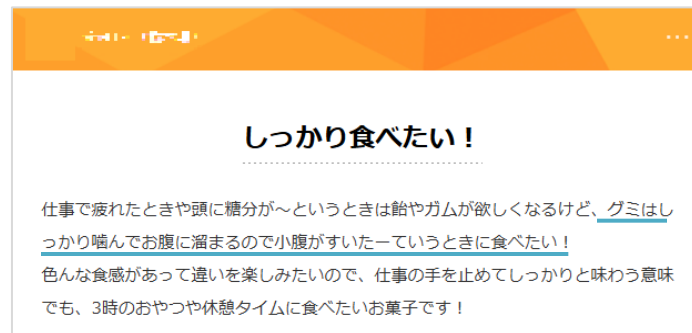 しっかり食べたい！
仕事で疲れたときや頭に糖分が～というときは飴やガムが欲しくなるけど、グミはし
っかり噛んでお腹に溜まるので小腹がすいたーていうときに食べたい！
色んな食感があって違いを楽しみたいので、仕事の手を止めてしっかりと味わう意味
でも、3時のおやつや休憩タイムに食べたいお菓子です！